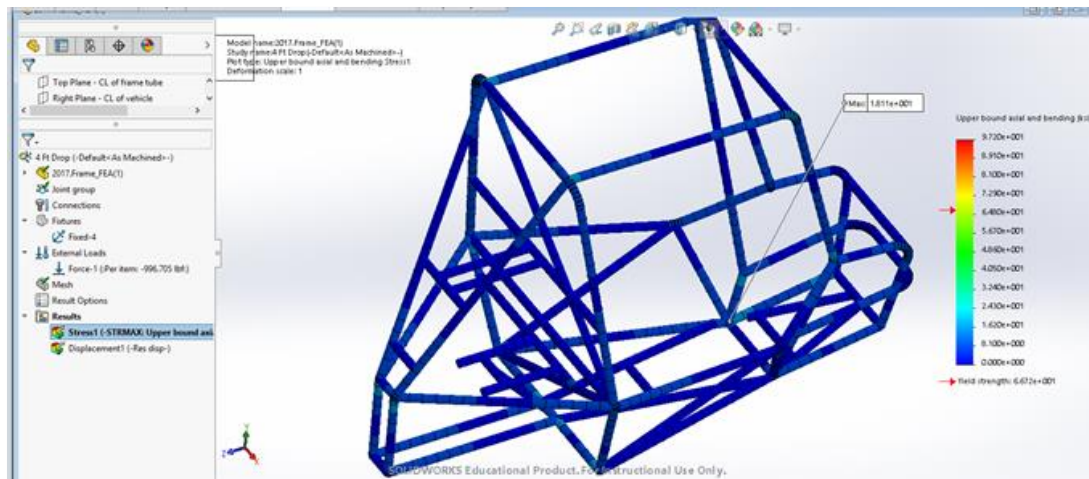 Model name:2017.Frame_FEA(1)
Study name:4 Ft Drop(-Default<As Machined>-)
Plot type: Upper bound axial and bending Stress1
Deformation scale: 1
Top Plane - CL of frame tube
Right Plane - CL of vehicle
4 Ft Drop (-Default<As Machined>-)
2017.Frame_FEA(1)
Joint group
Connections
Fixtures
Fixed-4
External Loads
Force-1 (:Per item: -996.705 lbf:)
Mesh
Result Options
Results
Stress1 (-STRMAX: Upper bound axi
Displacement1 (-Res disp-)
Max: 1.811e+001
Upper bound axial and bending (ksi
9.720e+001
8.910e+001
8.100e+001
7.290e+001
6.480e+001
5.670e+001
4.860e+001
4.050e+001
3.240e+001
2.430e+001
1.620e+001
8.100e+000
0.000e+000
Yield strength: 6.672e+001
Y
Z
X
SOLIDWORKS Educational Product. For Instructional Use Only.